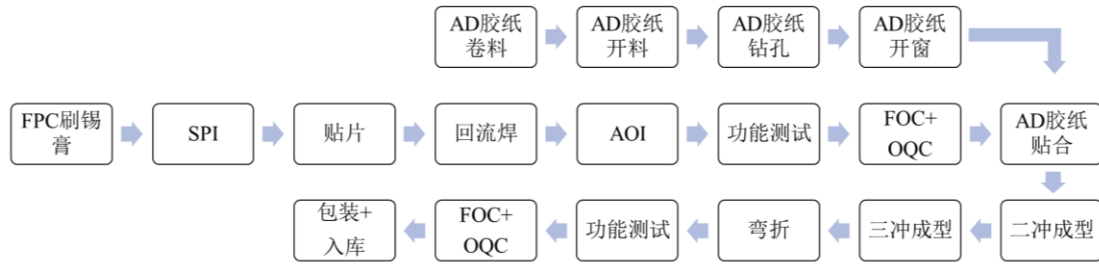 AD胶纸
卷料
AD胶纸
开料
AD胶纸
钻孔
AD胶纸
开窗
FPC刷锡
膏
SPI
贴片
回流焊
AOI
功能测试
FOC+
OQC
AD胶纸
贴合
包装+
入库
FOC+
OQC
功能测试
弯折
三冲成型
二冲成型